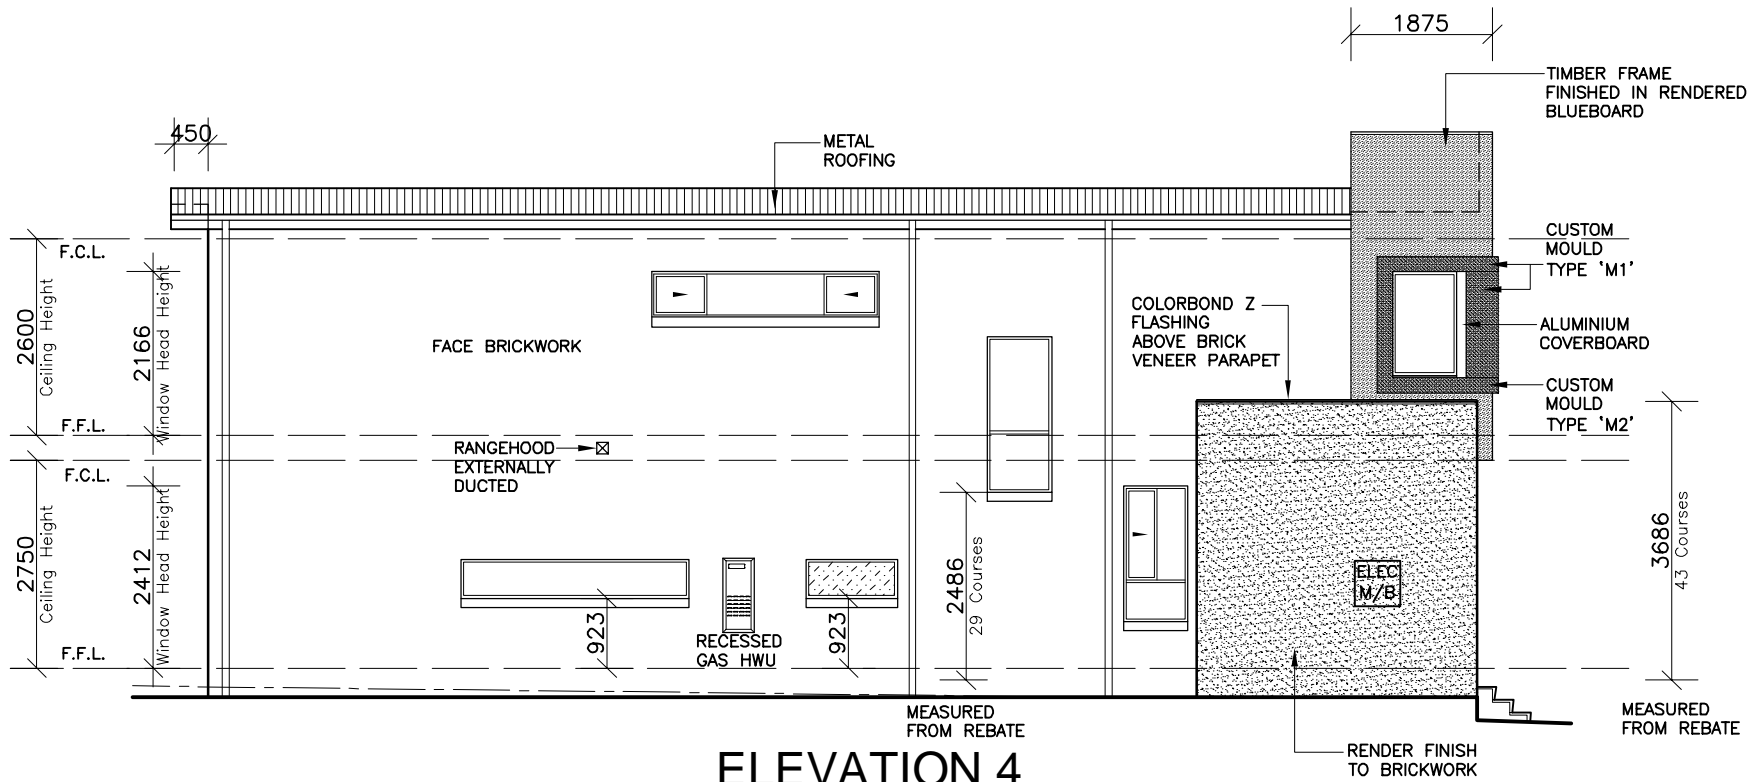 1875
TIMBER FRAME
FINISHED IN RENDERED
BLUEBOARD
450
METAL
ROOFING
F.C.L.
2600
Ceiling Height
2166
Window Head Height
F.F.L.
FACE BRICKWORK
COLORBOND Z
FLASHING
ABOVE BRICK
VENEER PARAPET
CUSTOM
MOULD
TYPE 'M1'
ALUMINIUM
COVERBOARD
CUSTOM
MOULD
TYPE 'M2'
RANGEHOOD
EXTERNALLY
DUCTED
F.C.L.
2750
Ceiling Height
2412
Window Head Height
F.F.L.
923
RECESSED
GAS HWU
923
2486
29 Courses
ELEC
M/B
3686
43 Courses
MEASURED
FROM REBATE
MEASURED
FROM REBATE
RENDER FINISH
TO BRICKWORK
ELEVATION 4